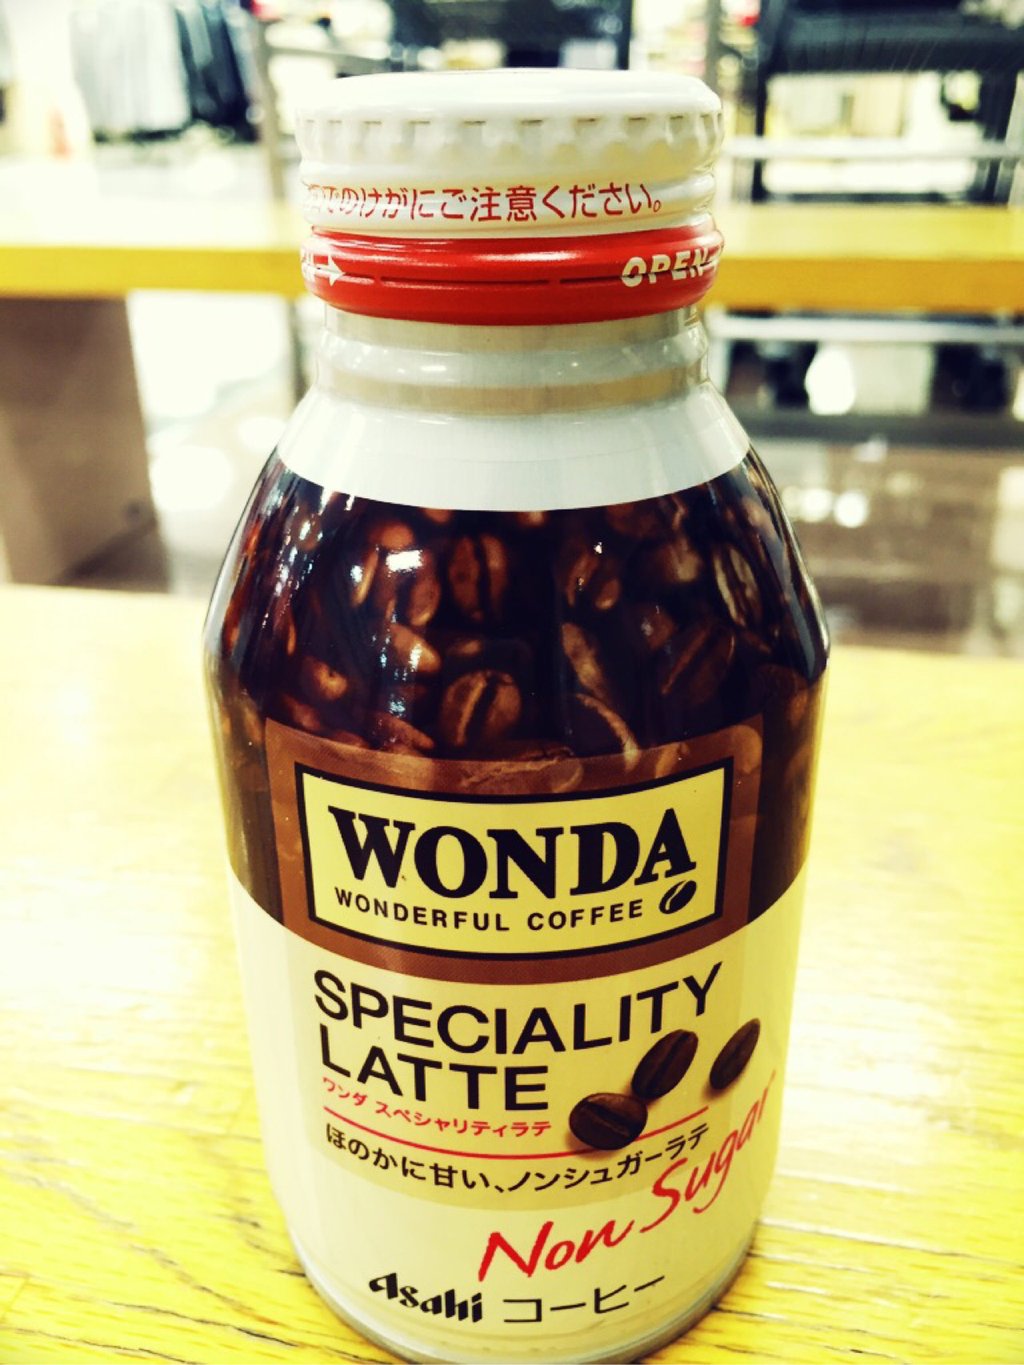 でのけがにご注意ください。
OPEN
WONDA
WONDERFUL COFFEE
SPECIALITY
LATTE
ワンダ スペシャリティラテ
ほのかに甘い、ノンシュガーラテ
Non Sugar
Asahi コーヒー